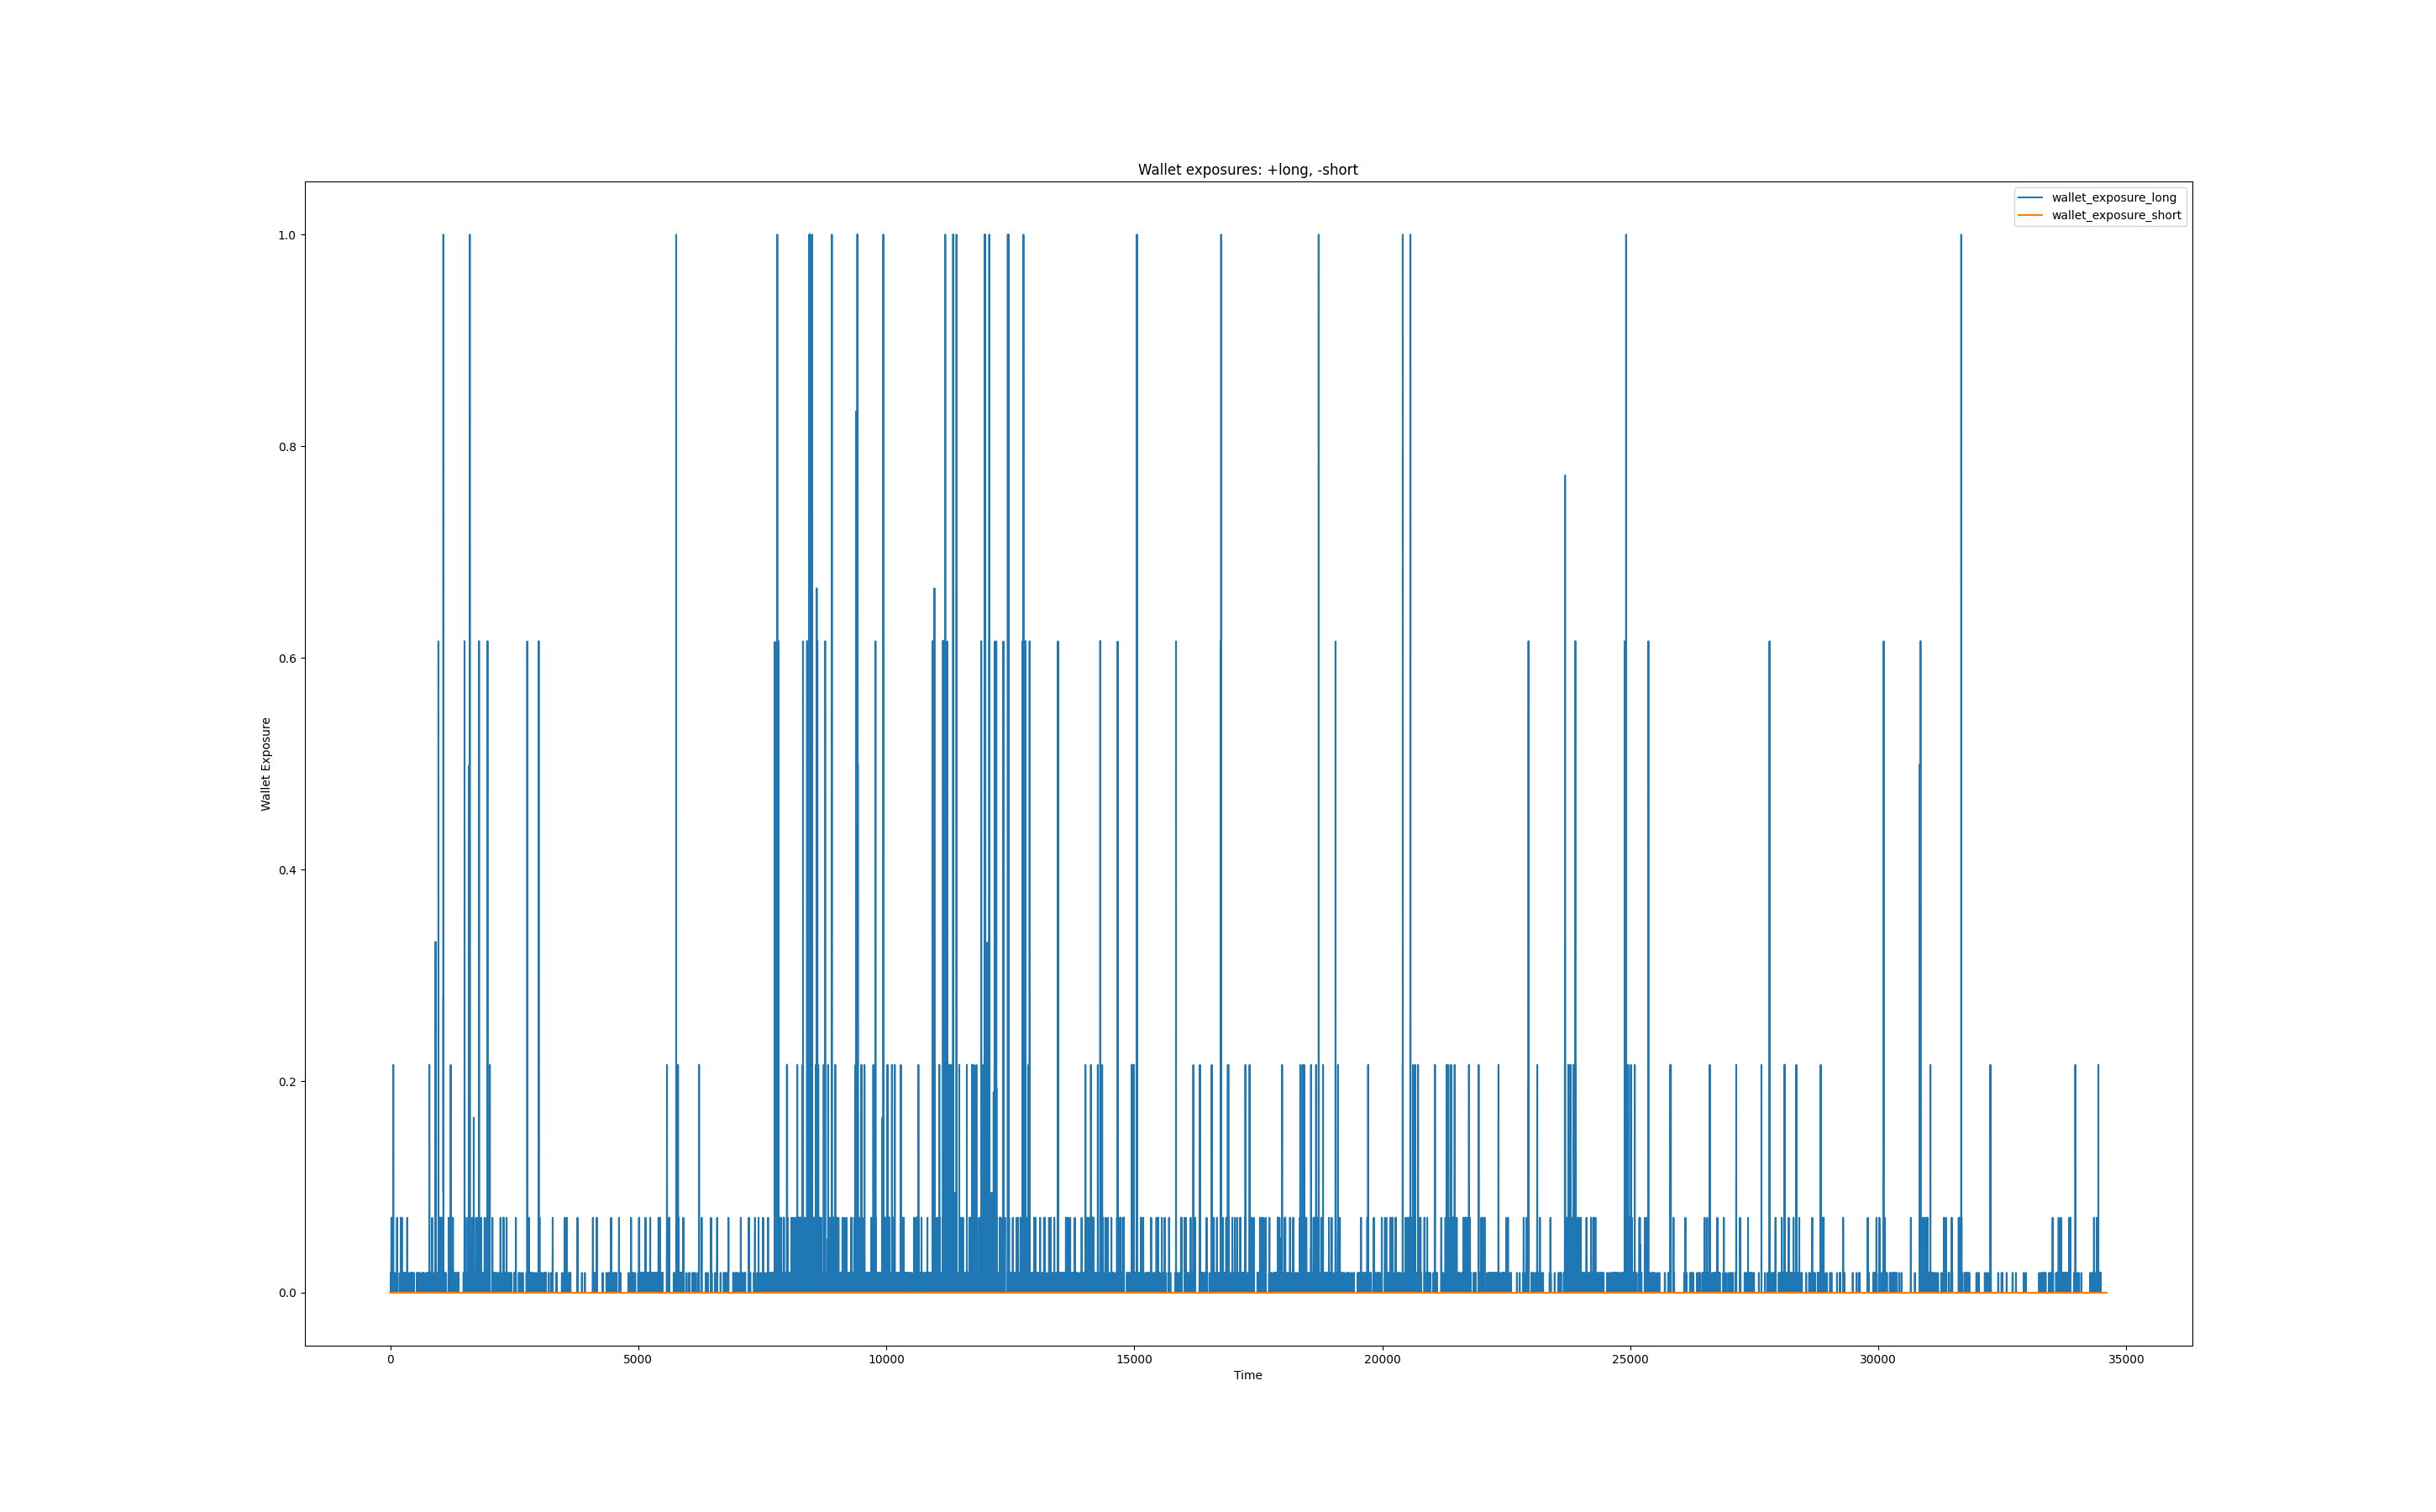 Wallet exposures: +long, -short
wallet_exposure_long
wallet_exposure_short
1.0
0.8
0.6
0.4
0.2
0.0
Wallet Exposure
0 5000 10000 15000 20000 25000 30000 35000
Time